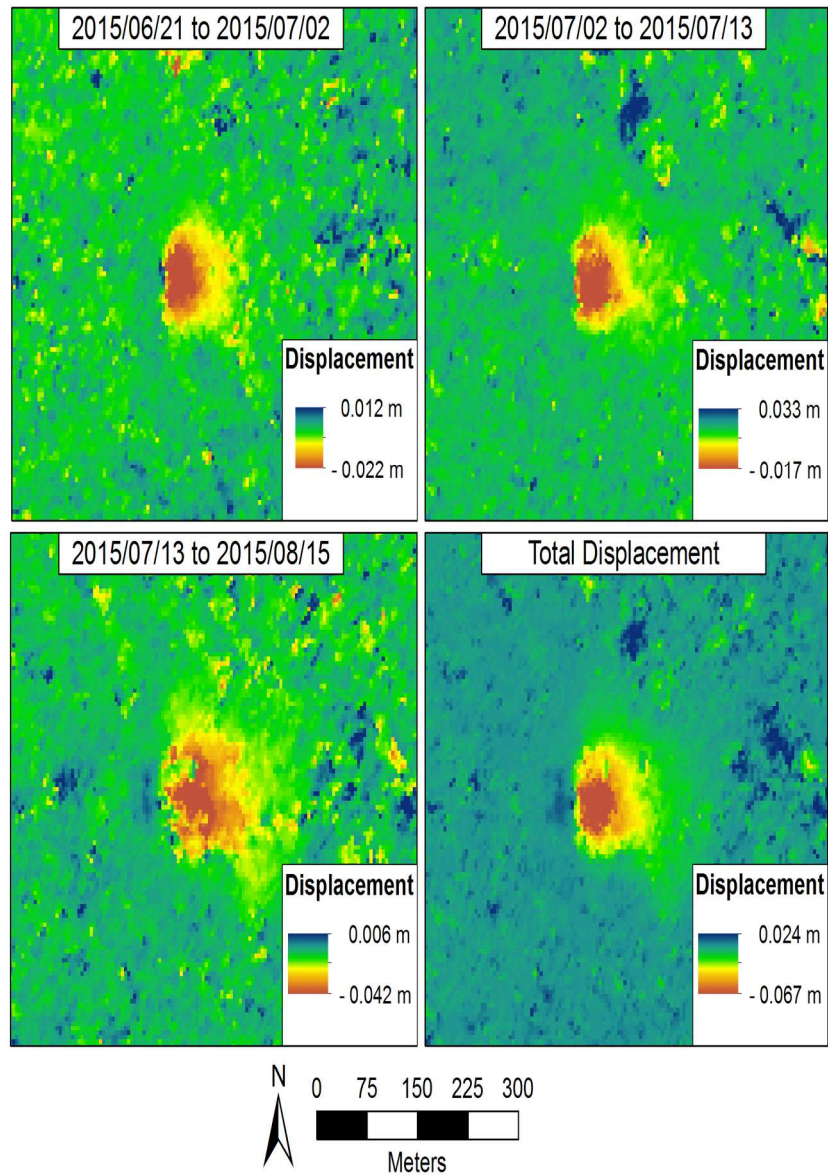 2015/06/21 to 2015/07/02
Displacement
0.012 m
- 0.022 m
2015/07/02 to 2015/07/13
Displacement
0.033 m
- 0.017 m
2015/07/13 to 2015/08/15
Displacement
0.006 m
- 0.042 m
Total Displacement
Displacement
0.024 m
- 0.067 m
N
0 75 150 225 300
Meters